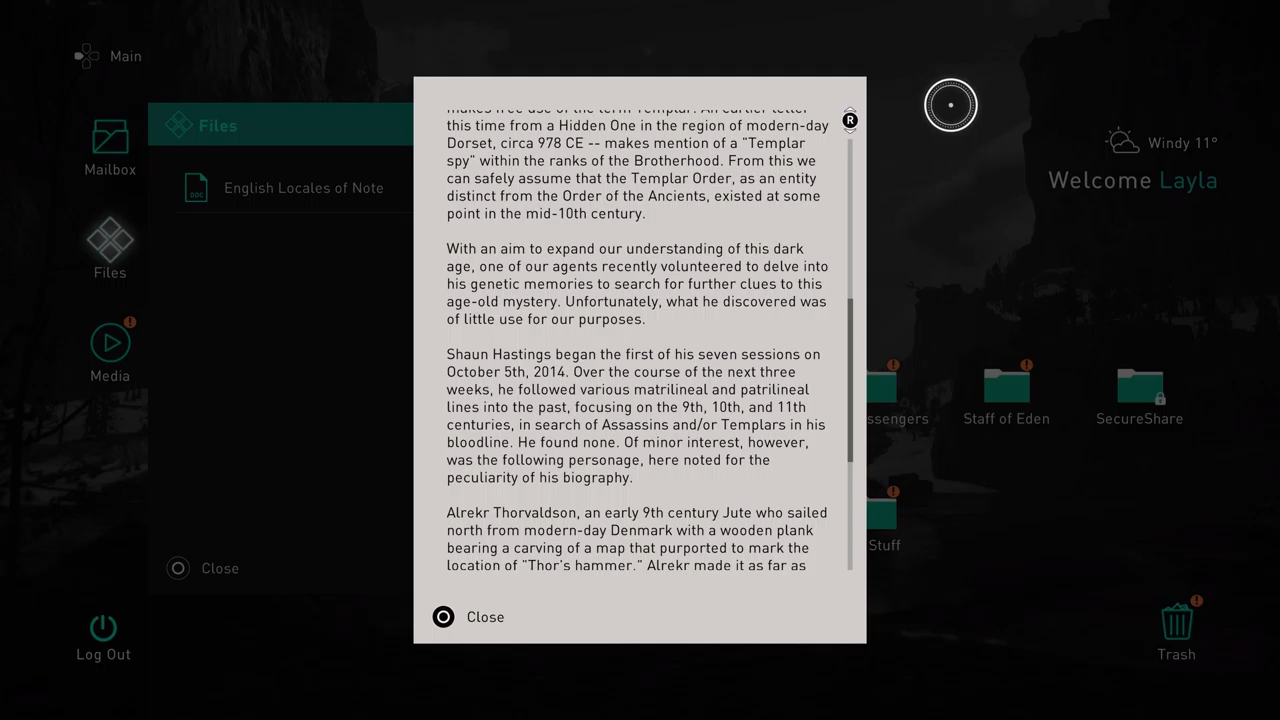 Main
Files
Mailbox
English Locales of Note
Files
Media
Close
Log Out
makes free use of the term Templar. An earlier letter
this time from a Hidden One in the region of modern-day
Dorset, circa 978 CE -- makes mention of a "Templar
spy" within the ranks of the Brotherhood. From this we
can safely assume that the Templar Order, as an entity
distinct from the Order of the Ancients, existed at some
point in the mid-10th century.
With an aim to expand our understanding of this dark
age, one of our agents recently volunteered to delve into
his genetic memories to search for further clues to this
age-old mystery. Unfortunately, what he discovered was
of little use for our purposes.
Shaun Hastings began the first of his seven sessions on
October 5th, 2014. Over the course of the next three
weeks, he followed various matrilineal and patrilineal
lines into the past, focusing on the 9th, 10th, and 11th
centuries, in search of Assassins and/or Templars in his
bloodline. He found none. Of minor interest, however,
was the following personage, here noted for the
peculiarity of his biography.
Alrekr Thorvaldson, an early 9th century Jute who sailed
north from modern-day Denmark with a wooden plank
bearing a carving of a map that purported to mark the
location of "Thor's hammer." Alrekr made it as far as
Close
R
Windy 11°
Welcome Layla
ssengers
Staff of Eden
SecureShare
Stuff
Trash
DOC